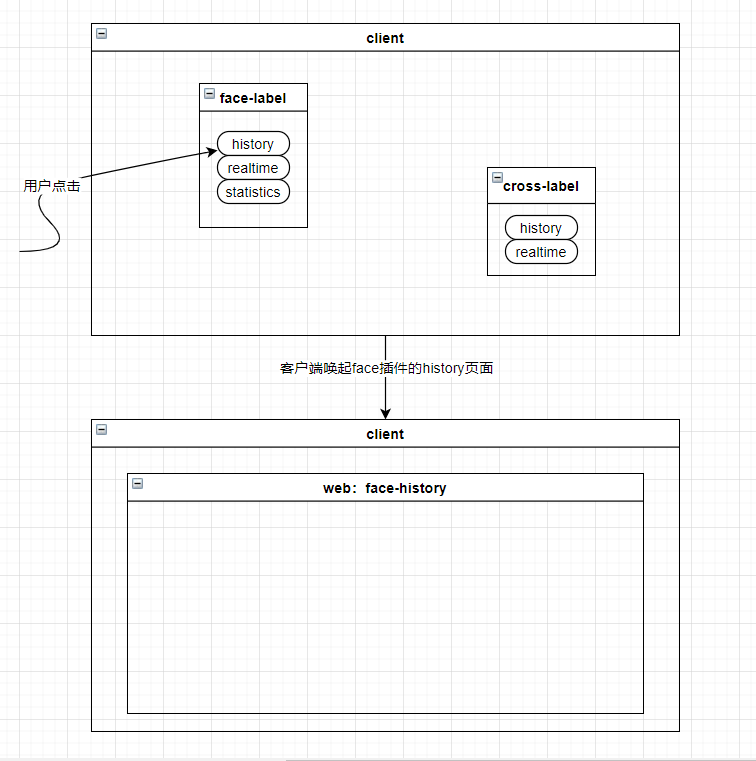 client
face-label
history
realtime
statistics
用户点击
cross-label
history
realtime
客户端唤起face插件的history页面
client
web：face-history